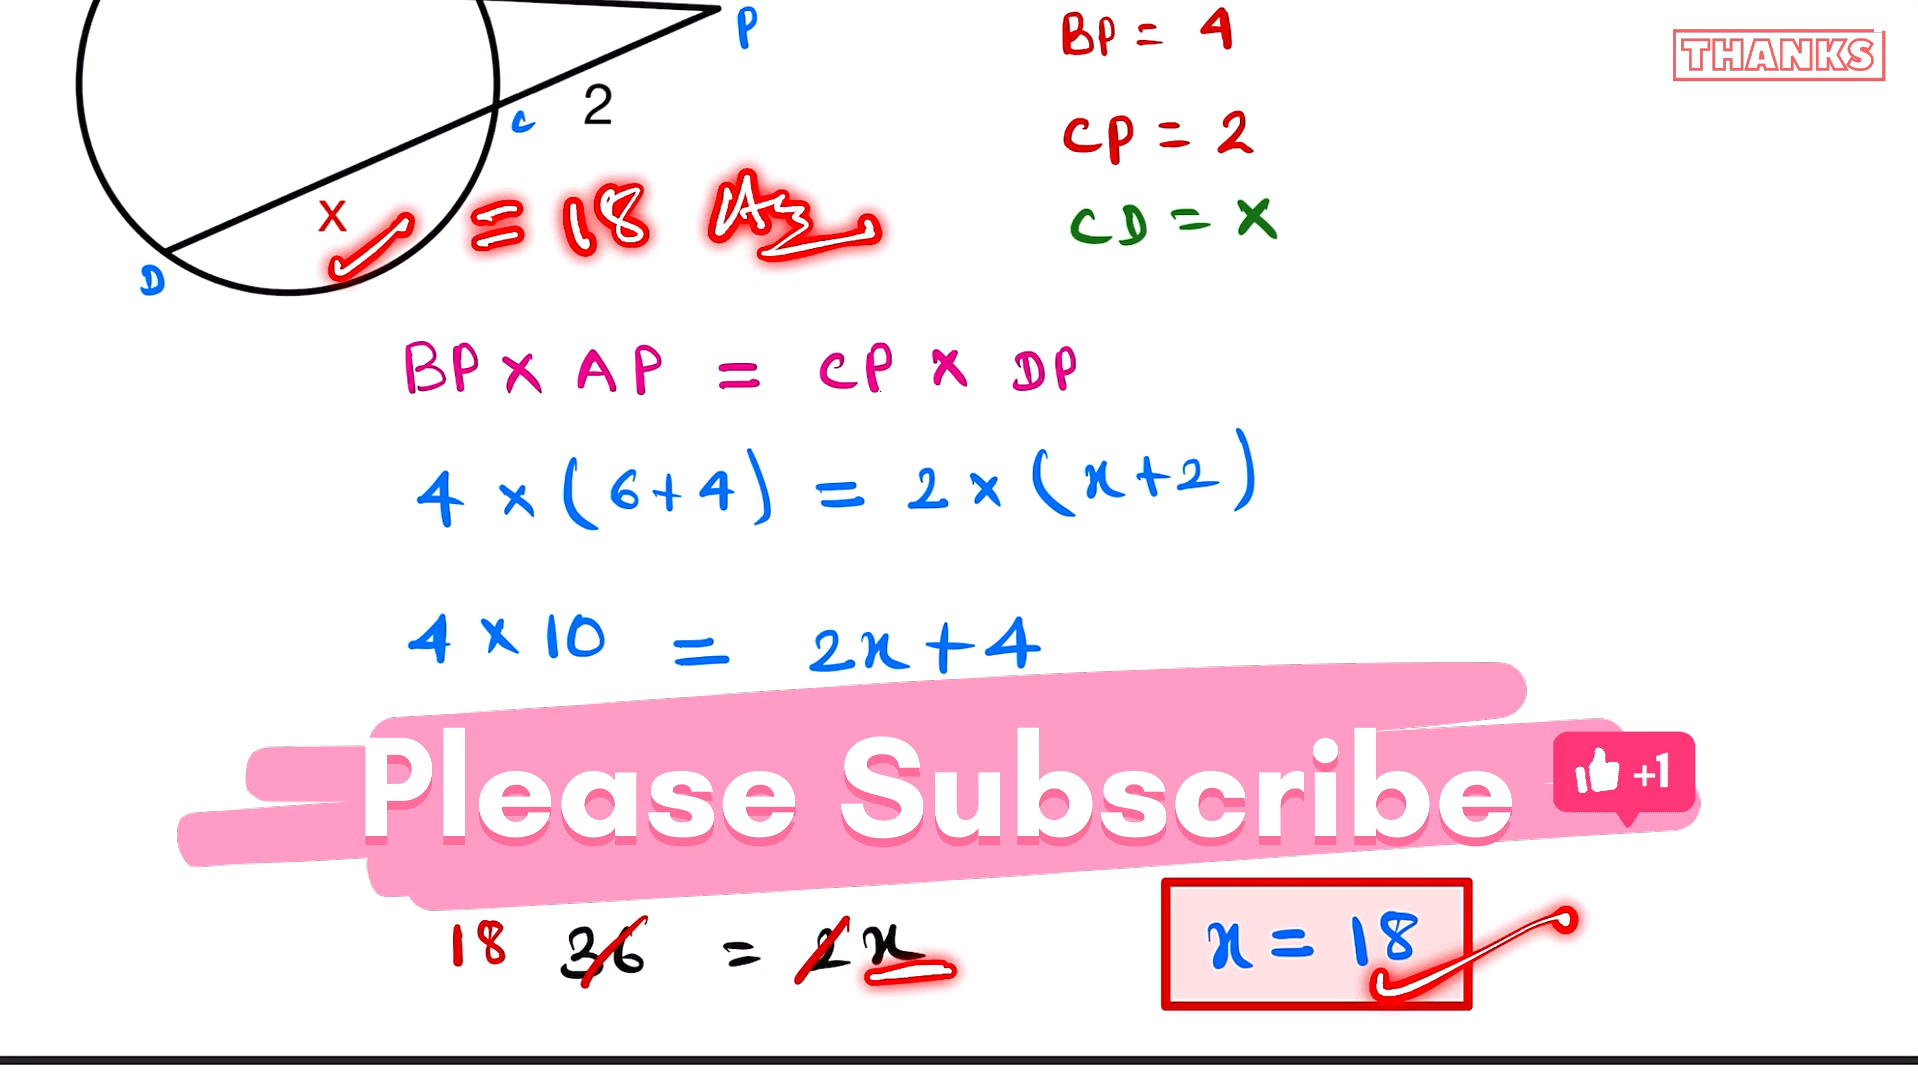 P
BP = 4
THANKS
C
2
CP = 2
x = 18 Ans
CD = x
D
BP x AP = CP x DP
4 x (6+4) = 2 x (x+2)
4 x 10 = 2x + 4
Please Subscribe
+1
18 36 = 2x
x = 18